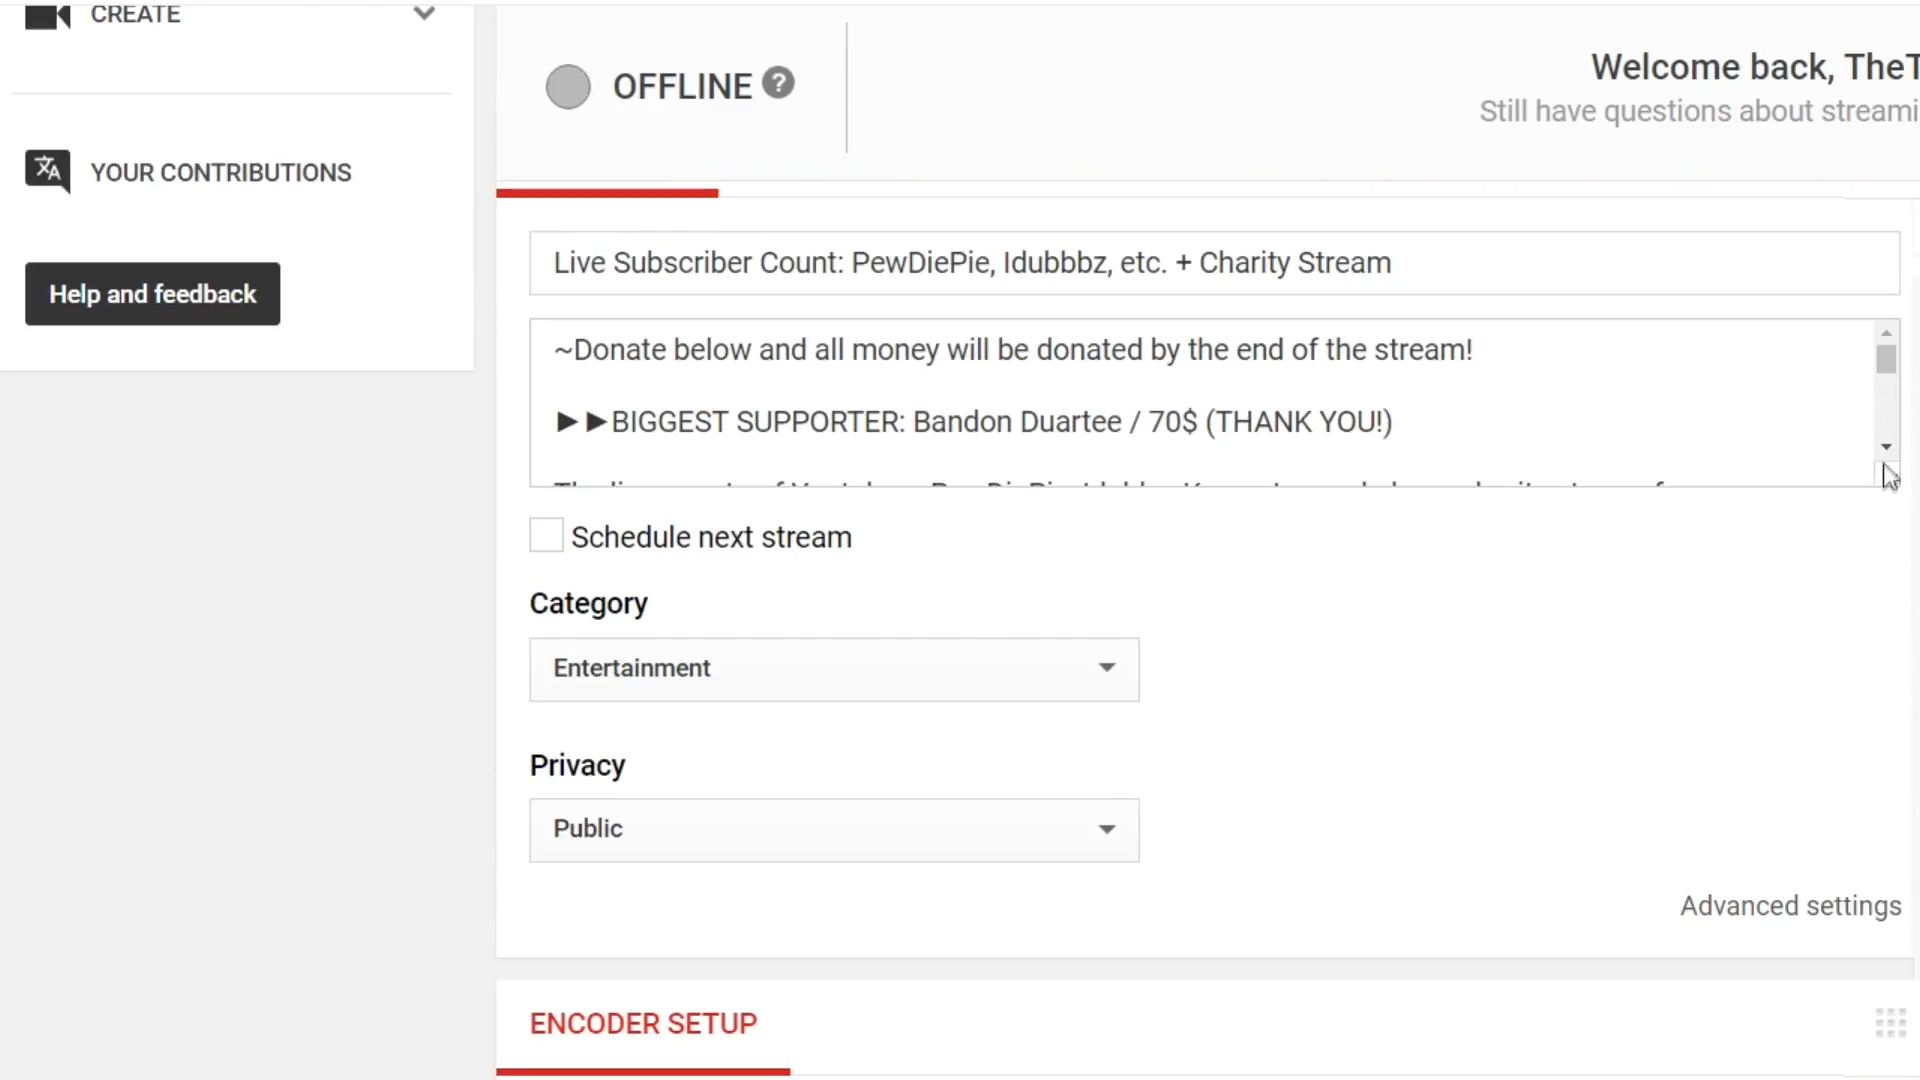 CREATE
YOUR CONTRIBUTIONS
Help and feedback
OFFLINE ?
Welcome back, TheT
Still have questions about streami
Live Subscriber Count: PewDiePie, Idubbbz, etc. + Charity Stream
~Donate below and all money will be donated by the end of the stream!
►►BIGGEST SUPPORTER: Bandon Duartee / 70$ (THANK YOU!)
Schedule next stream
Category
Entertainment
Privacy
Public
Advanced settings
ENCODER SETUP